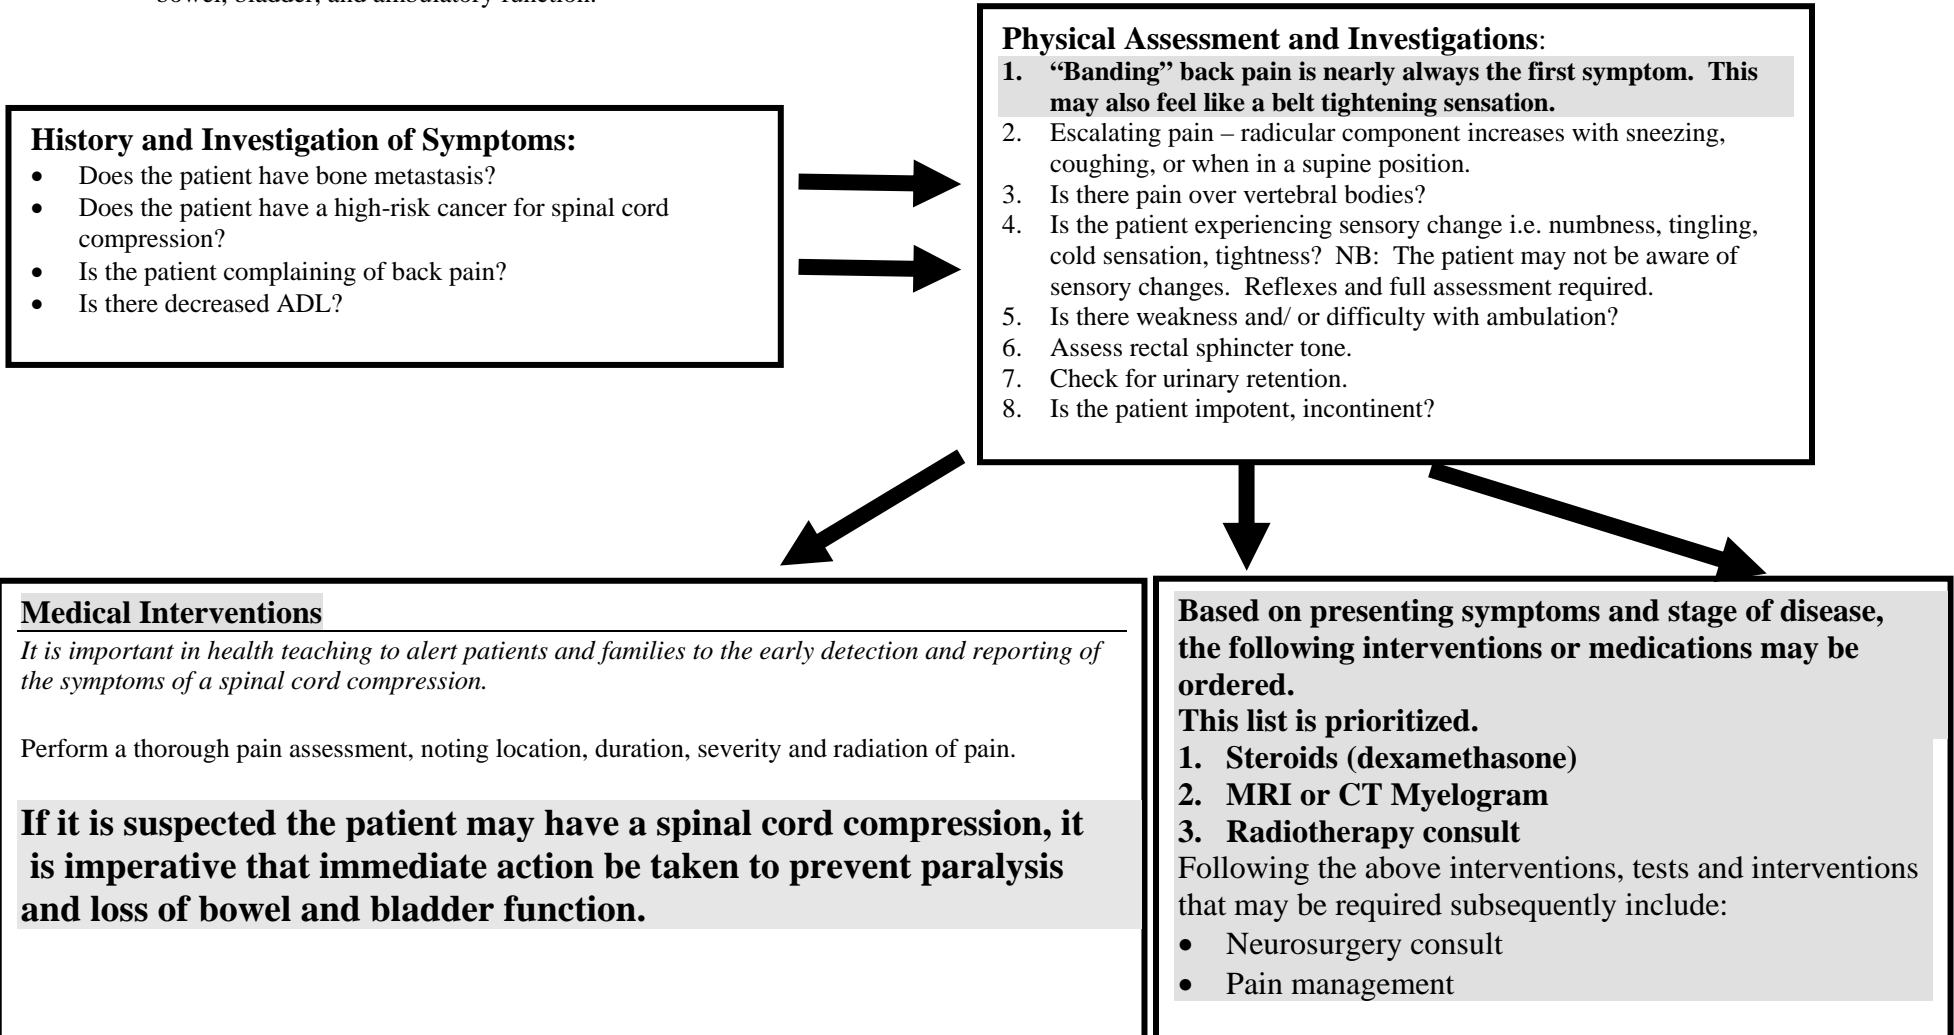 bowel, bladder, and ambulatory function.
History and Investigation of Symptoms:
• Does the patient have bone metastasis?
• Does the patient have a high-risk cancer for spinal cord
compression?
• Is the patient complaining of back pain?
• Is there decreased ADL?
Physical Assessment and Investigations:
1. “Banding” back pain is nearly always the first symptom. This
may also feel like a belt tightening sensation.
2. Escalating pain – radicular component increases with sneezing,
coughing, or when in a supine position.
3. Is there pain over vertebral bodies?
4. Is the patient experiencing sensory change i.e. numbness, tingling,
cold sensation, tightness? NB: The patient may not be aware of
sensory changes. Reflexes and full assessment required.
5. Is there weakness and/ or difficulty with ambulation?
6. Assess rectal sphincter tone.
7. Check for urinary retention.
8. Is the patient impotent, incontinent?
Medical Interventions
It is important in health teaching to alert patients and families to the early detection and reporting of
the symptoms of a spinal cord compression.
Perform a thorough pain assessment, noting location, duration, severity and radiation of pain.
If it is suspected the patient may have a spinal cord compression, it
is imperative that immediate action be taken to prevent paralysis
and loss of bowel and bladder function.
Based on presenting symptoms and stage of disease,
the following interventions or medications may be
ordered.
This list is prioritized.
1. Steroids (dexamethasone)
2. MRI or CT Myelogram
3. Radiotherapy consult
Following the above interventions, tests and interventions
that may be required subsequently include:
• Neurosurgery consult
• Pain management